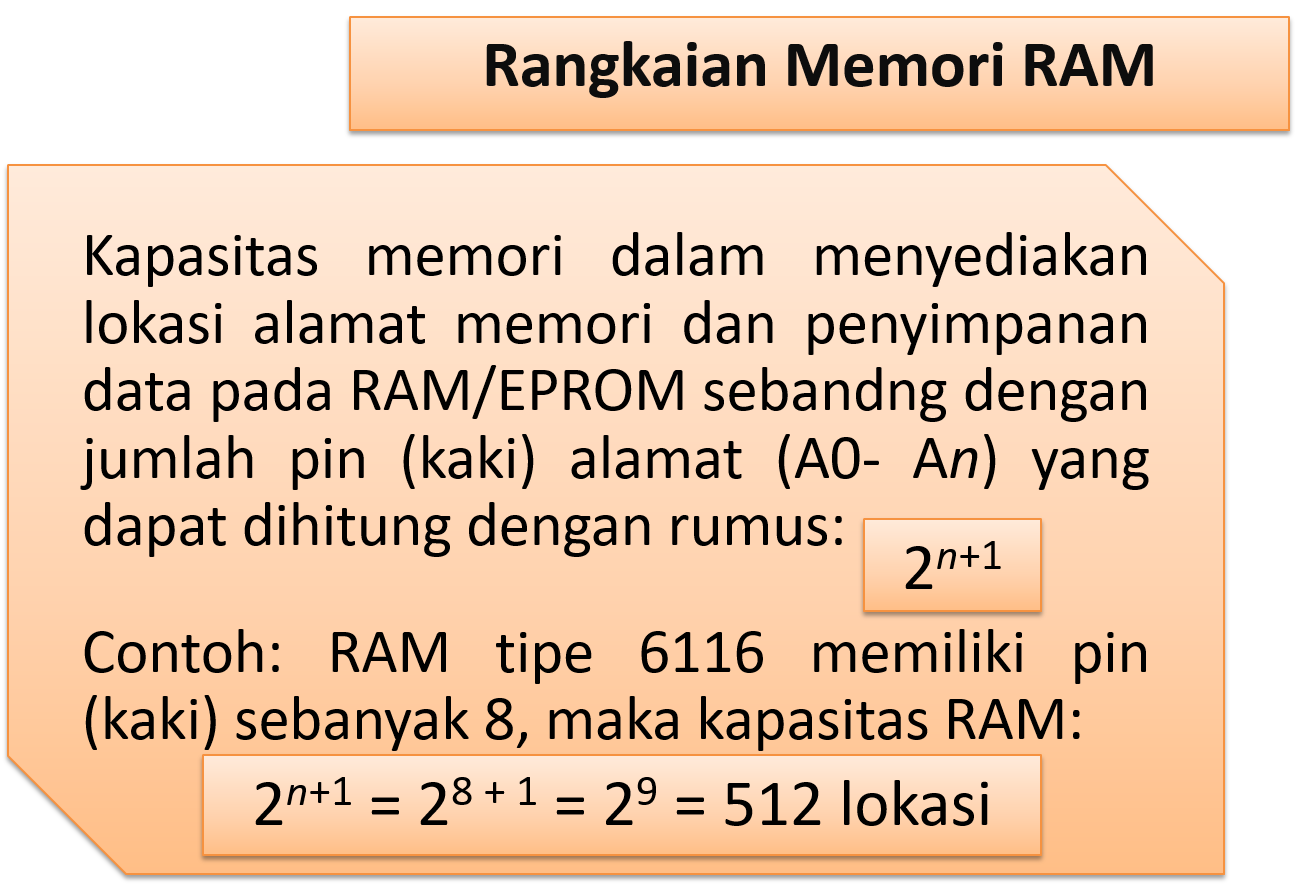 Rangkaian Memori RAM
Kapasitas memori dalam menyediakan
lokasi alamat memori dan penyimpanan
data pada RAM/EPROM sebandng dengan
jumlah pin (kaki) alamat (A0- An) yang
dapat dihitung dengan rumus:
2ⁿ⁺¹
Contoh: RAM tipe 6116 memiliki pin
(kaki) sebanyak 8, maka kapasitas RAM:
2ⁿ⁺¹ = 2⁸ ⁺ ¹ = 2⁹ = 512 lokasi